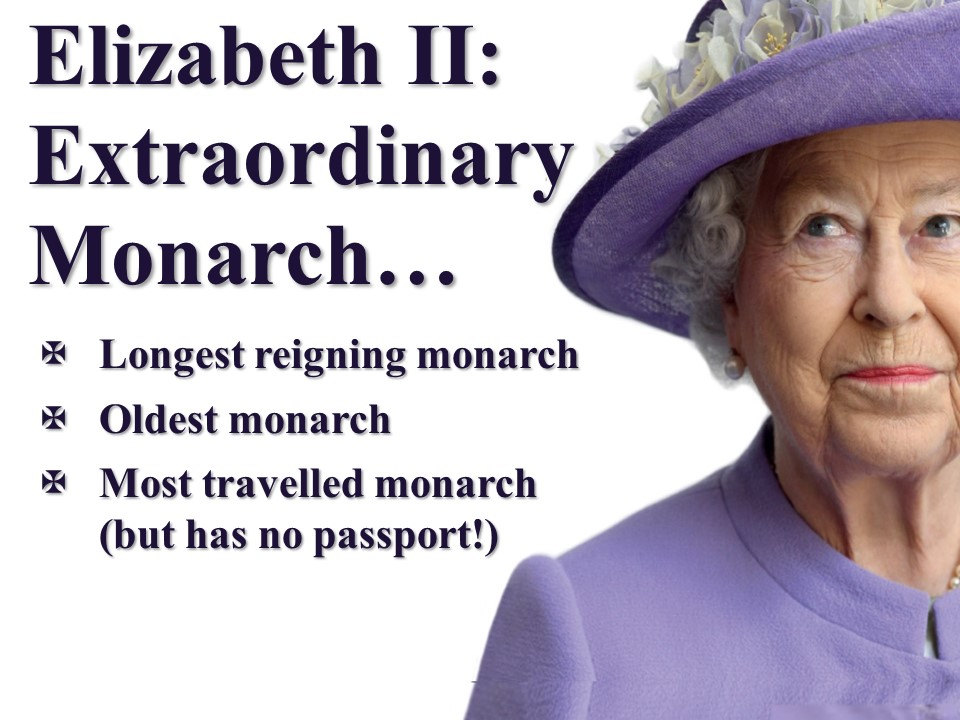 Elizabeth II:
Extraordinary
Monarch…
✠ Longest reigning monarch
✠ Oldest monarch
✠ Most travelled monarch
(but has no passport!)